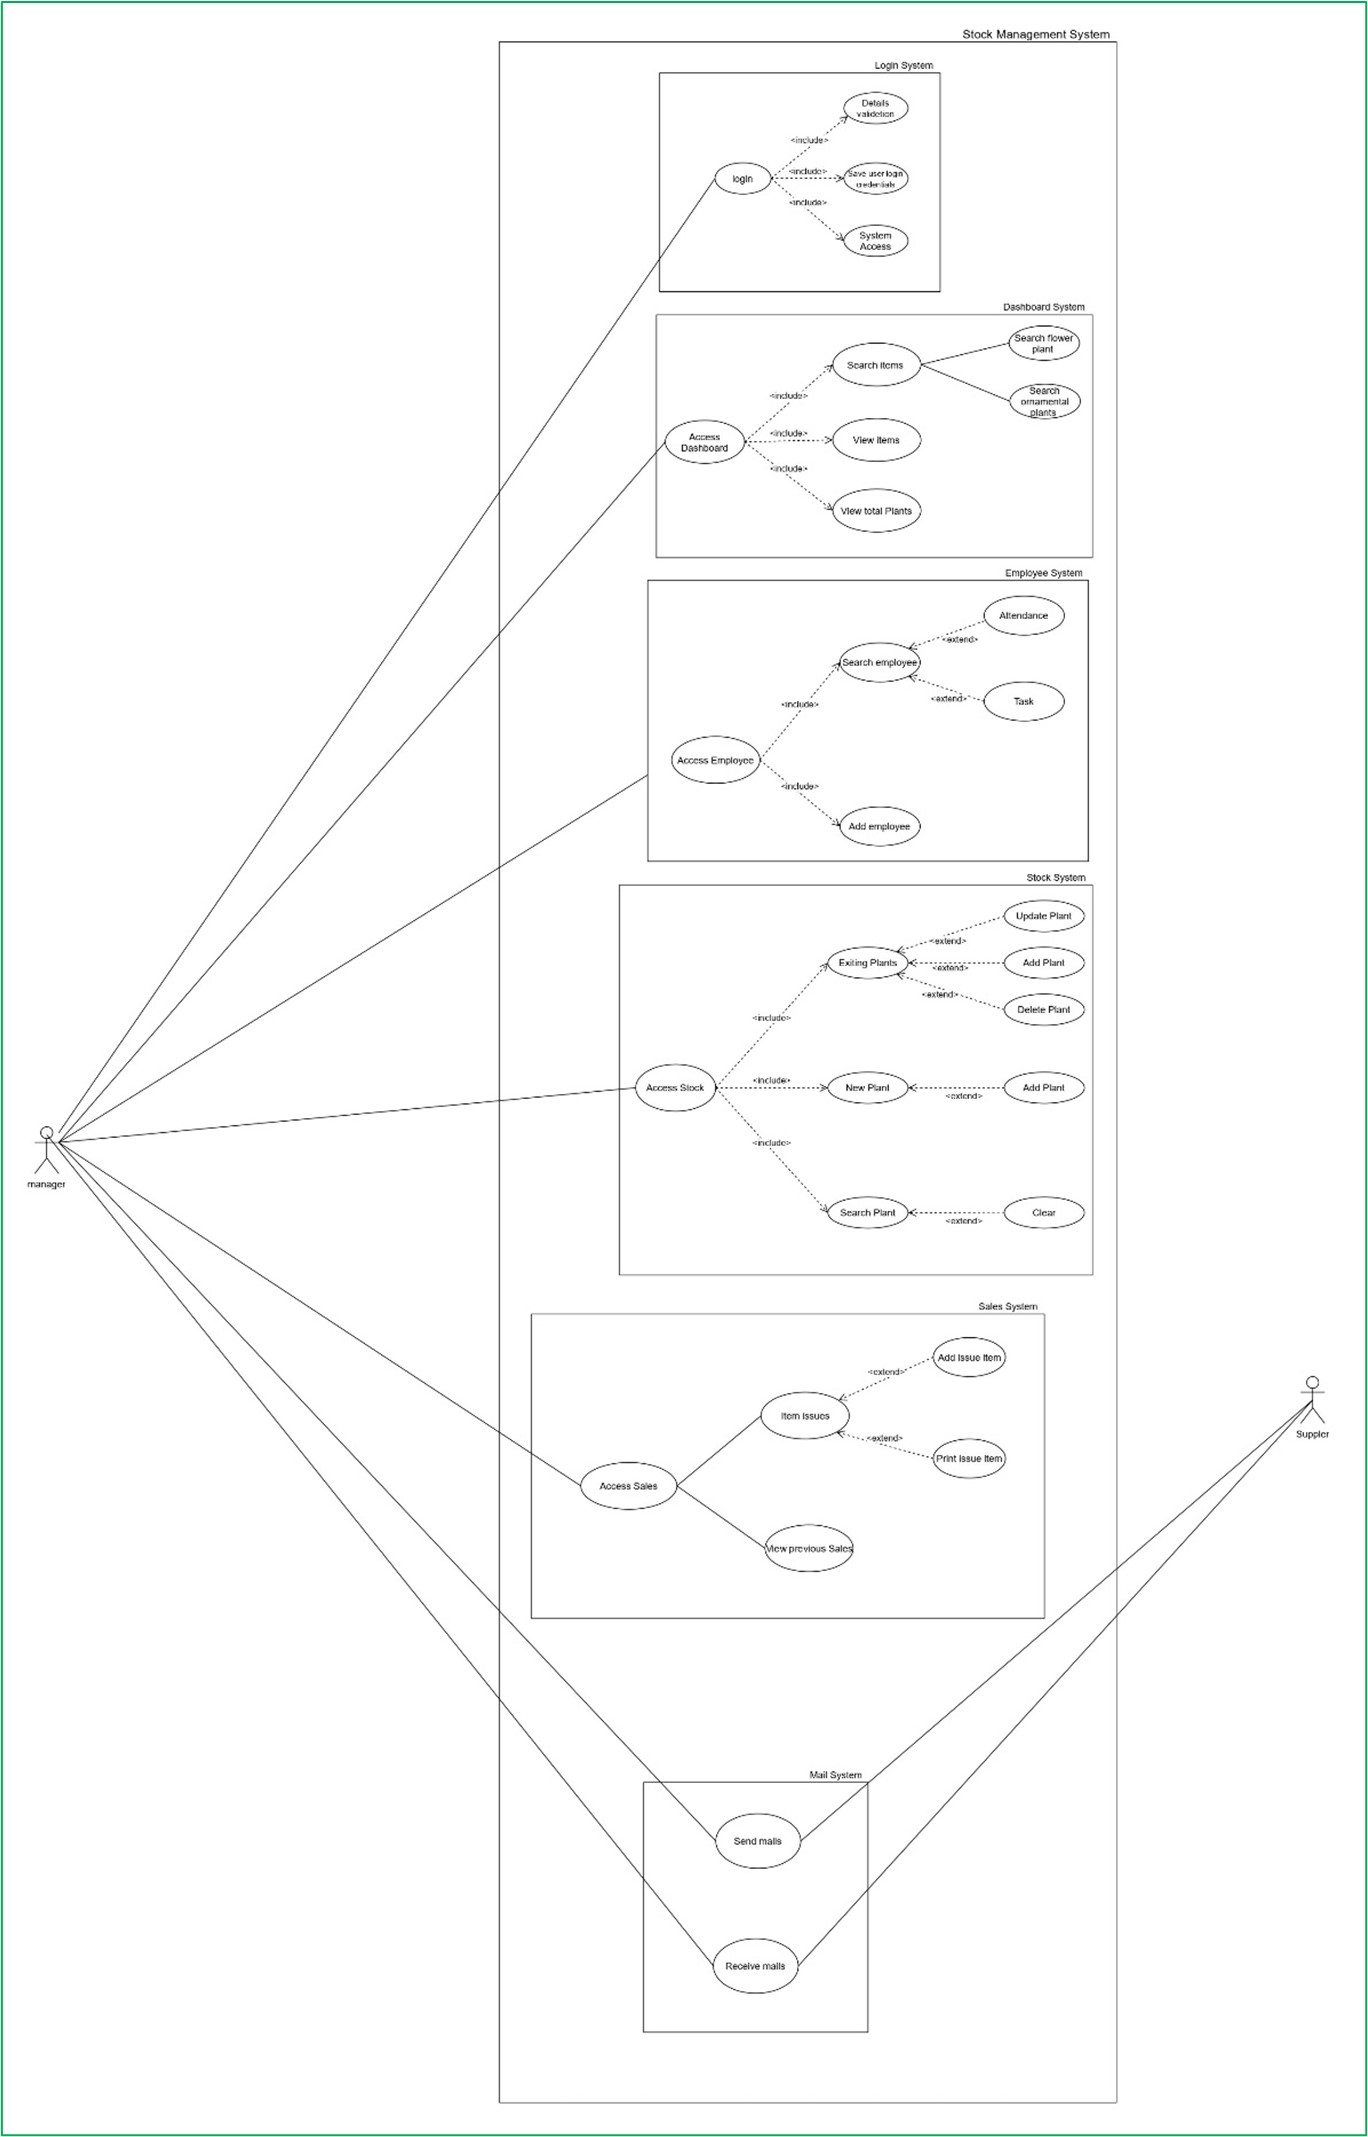 Stock Management System
Login System
Details
validetion
<include>
<include>
Save user login
credentials
login
<include>
System
Access
Dashboard System
Search flower
plant
Search items
<include>
Search
ornamental
plants
Access
Dashboard
<include>
View items
<include>
View total Plants
Employee System
Attendance
<extend>
Search employee
<extend>
Task
<include>
Access Employee
<include>
Add employee
Stock System
Update Plant
<extend>
Exiting Plants
<extend>
Add Plant
<extend>
Delete Plant
<include>
Access Stock
<include>
New Plant
<extend>
Add Plant
<include>
Search Plant
<extend>
Clear
manager
Sales System
Add Issue Item
<extend>
Item issues
<extend>
Print Issue Item
Access Sales
View previous Sales
Suppler
Mail System
Send mails
Receive mails